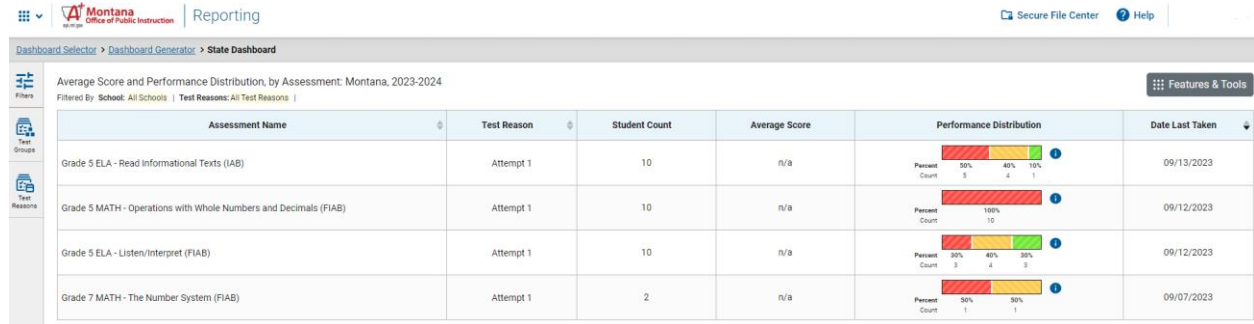 Montana
Office of Public Instruction
opi.mt.gov
Reporting
Secure File Center
Help
Dashboard Selector > Dashboard Generator > State Dashboard
Filters
Test Groups
Test Reasons
Average Score and Performance Distribution, by Assessment: Montana, 2023-2024
Filtered By School: All Schools | Test Reasons: All Test Reasons |
Features & Tools
Assessment Name Test Reason Student Count Average Score Performance Distribution Date Last Taken
Grade 5 ELA - Read Informational Texts (IAB) Attempt 1 10 n/a 09/13/2023
Percent 50% 40% 10%
Count 5 4 1
Grade 5 MATH - Operations with Whole Numbers and Decimals (FIAB) Attempt 1 10 n/a 09/12/2023
Percent 100%
Count 10
Grade 5 ELA - Listen/Interpret (FIAB) Attempt 1 10 n/a 09/12/2023
Percent 30% 40% 30%
Count 3 4 3
Grade 7 MATH - The Number System (FIAB) Attempt 1 2 n/a 09/07/2023
Percent 50% 50%
Count 1 1